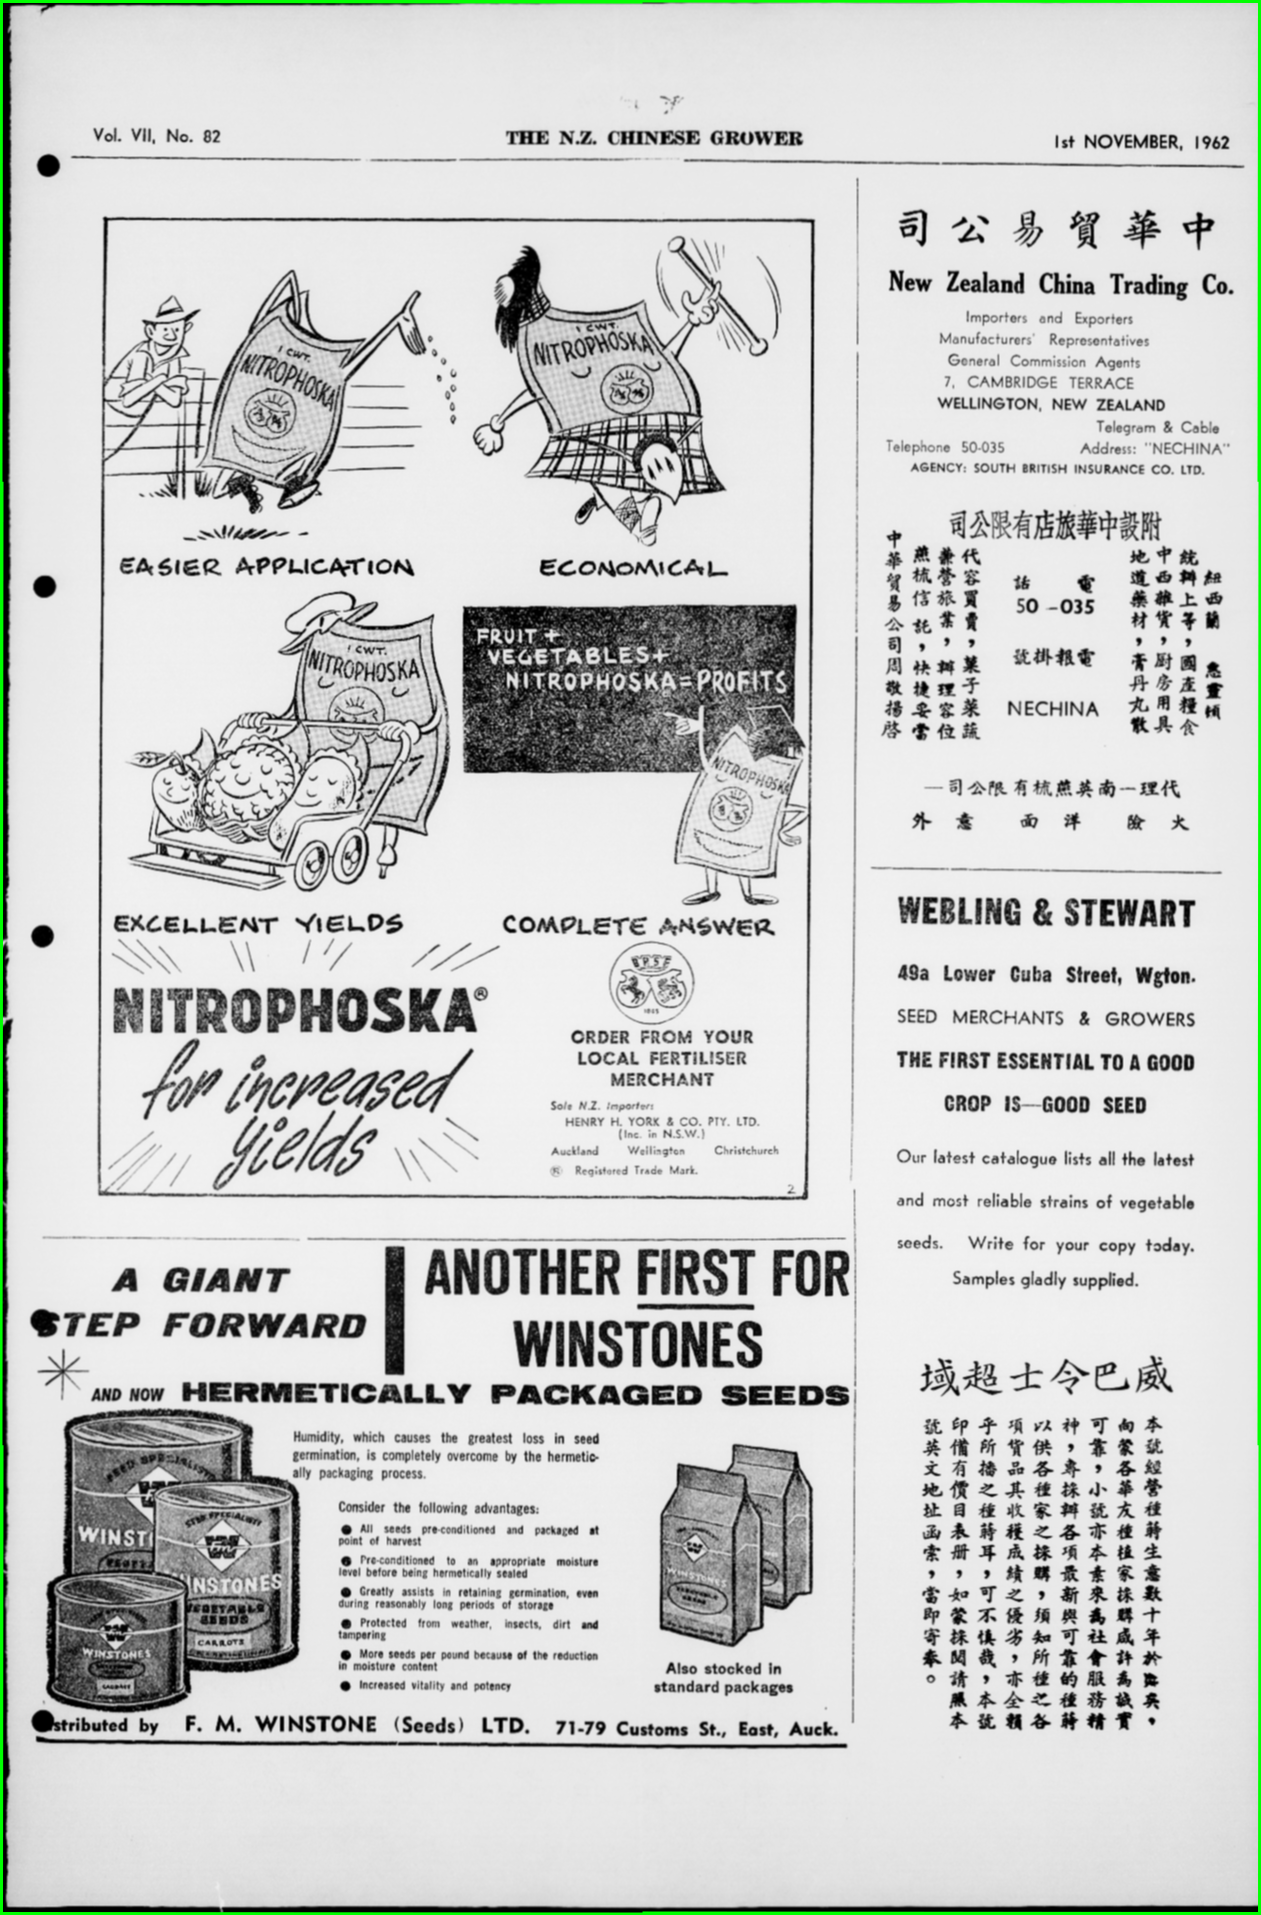 Vol. VII, No. 82
THE N.Z. CHINESE GROWER
1st NOVEMBER, 1962
1 CWT.
NITROPHOSKA
EASIER APPLICATION
1 CWT.
NITROPHOSKA
ECONOMICAL
1 CWT.
NITROPHOSKA
EXCELLENT YIELDS
FRUIT +
VEGETABLES+
NITROPHOSKA=PROFITS
NITROPHOSKA
COMPLETE ANSWER
NITROPHOSKA®
for increased
yields
ORDER FROM YOUR
LOCAL FERTILISER
MERCHANT
Sole N.Z. Importer:
HENRY H. YORK & CO. PTY. LTD.
(Inc. in N.S.W.)
Auckland Wellington Christchurch
® Registered Trade Mark.
2
A GIANT
STEP FORWARD
ANOTHER FIRST FOR
WINSTONES
AND NOW HERMETICALLY PACKAGED SEEDS
Humidity, which causes the greatest loss in seed
germination, is completely overcome by the hermetic-
ally packaging process.
Consider the following advantages:
● All seeds pre-conditioned and packaged at
point of harvest
● Pre-conditioned to an appropriate moisture
level before being hermetically sealed
● Greatly assists in retaining germination, even
during reasonably long periods of storage
● Protected from weather, insects, dirt and
tampering
● More seeds per pound because of the reduction
in moisture content
● Increased vitality and potency
WINSTONES
VEGETABLE
SEEDS
CARROTS
WINSTONES
Also stocked in
standard packages
Distributed by F. M. WINSTONE (Seeds) LTD. 71-79 Customs St., East, Auck.
司公易貿華中
New Zealand China Trading Co.
Importers and Exporters
Manufacturers' Representatives
General Commission Agents
7, CAMBRIDGE TERRACE
WELLINGTON, NEW ZEALAND
Telegram & Cable
Telephone 50-035 Address: "NECHINA"
AGENCY: SOUTH BRITISH INSURANCE CO. LTD.
司公限有店旅華中設附
紐西蘭
統辦上等，國產糧食
中西雜貨，廚房用具
地道藥材，膏丹丸散
話 電
50-035
號掛報電
NECHINA
代客買賣，菓子菜蔬
兼營旅業，辦理客位
燕梳信託，快捷妥當
中華貿易公司周敬揚啓
—司公限有梳燕英南—理代
外意 面洋 險火
WEBLING & STEWART
49a Lower Cuba Street, Wgton.
SEED MERCHANTS & GROWERS
THE FIRST ESSENTIAL TO A GOOD
CROP IS—GOOD SEED
Our latest catalogue lists all the latest
and most reliable strains of vegetable
seeds. Write for your copy today.
Samples gladly supplied.
域超士令巴威
本號經營種蒔生意數十年於
向蒙各華友種植家採購咸許為誠實
可靠，小號亦本素來為社會服務精
神，專採辦各項最新與可靠的種蒔
以供各種家之採購，須知所種之各
項貨品其收穫成績之優劣，亦全賴
乎所播之種蒔耳，可不慎哉，本號
印備有價目表册，如蒙採閱請照本
號英文地址函索，當即寄奉。